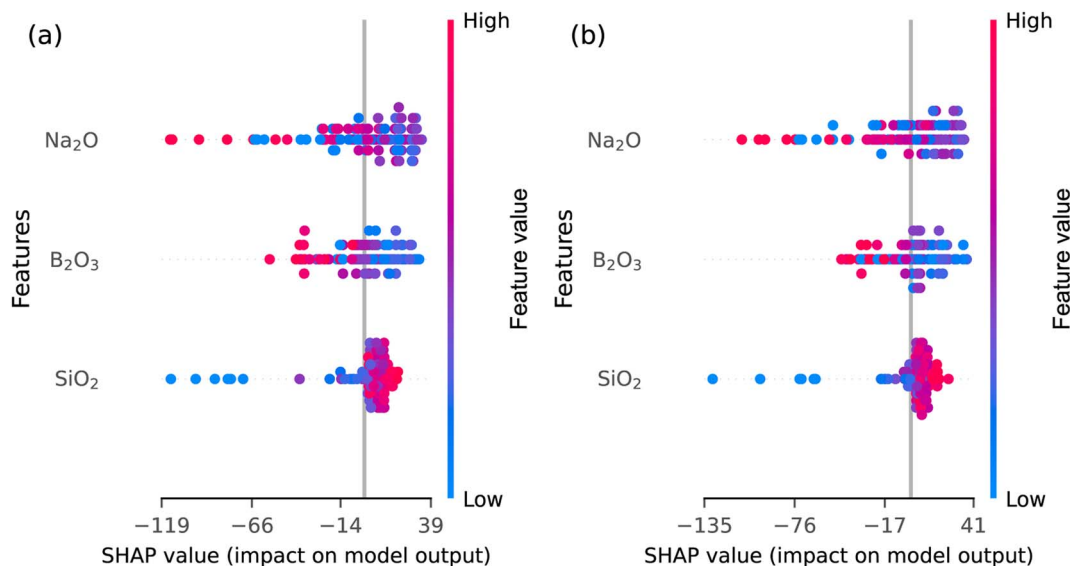 (a)
High
Na₂O
B₂O₃
SiO₂
Features
Feature value
Low
−119 −66 −14 39
SHAP value (impact on model output)
(b)
High
Na₂O
B₂O₃
SiO₂
Features
Feature value
Low
−135 −76 −17 41
SHAP value (impact on model output)